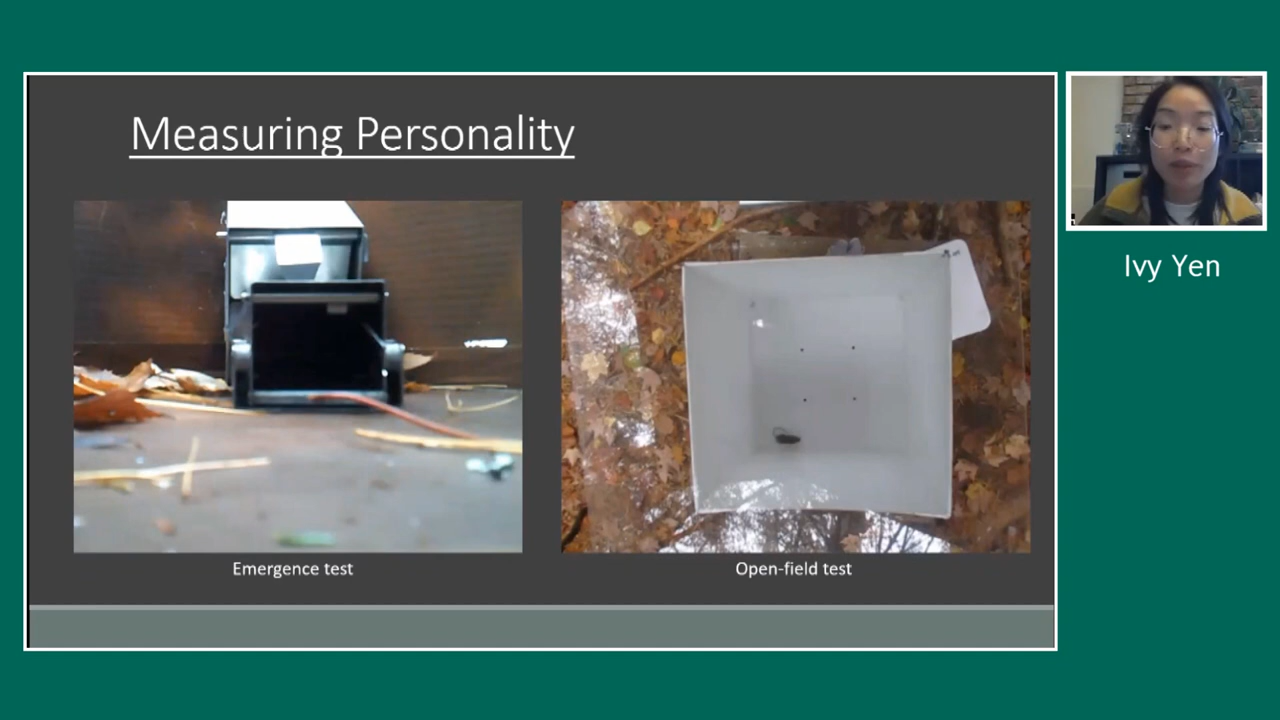 Measuring Personality
Emergence test
Open-field test
Ivy Yen